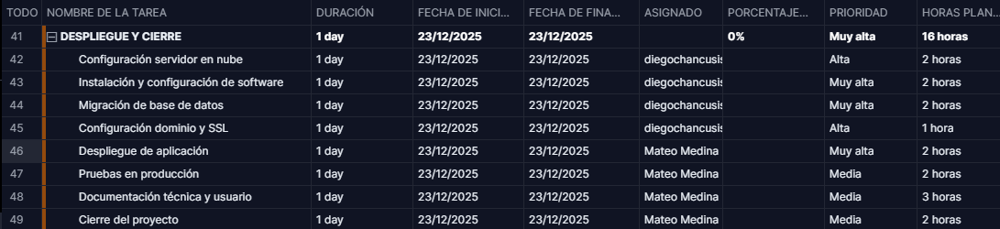 TODO NOMBRE DE LA TAREA DURACIÓN FECHA DE INICI... FECHA DE FINA... ASIGNADO PORCENTAJE... PRIORIDAD HORAS PLAN...
41 DESPLIEGUE Y CIERRE 1 day 23/12/2025 23/12/2025 0% Muy alta 16 horas
42 Configuración servidor en nube 1 day 23/12/2025 23/12/2025 diegochancusis Alta 2 horas
43 Instalación y configuración de software 1 day 23/12/2025 23/12/2025 diegochancusis Muy alta 2 horas
44 Migración de base de datos 1 day 23/12/2025 23/12/2025 diegochancusis Muy alta 2 horas
45 Configuración dominio y SSL 1 day 23/12/2025 23/12/2025 diegochancusis Alta 1 hora
46 Despliegue de aplicación 1 day 23/12/2025 23/12/2025 Mateo Medina Muy alta 2 horas
47 Pruebas en producción 1 day 23/12/2025 23/12/2025 Mateo Medina Media 2 horas
48 Documentación técnica y usuario 1 day 23/12/2025 23/12/2025 Mateo Medina Media 3 horas
49 Cierre del proyecto 1 day 23/12/2025 23/12/2025 Mateo Medina Media 2 horas